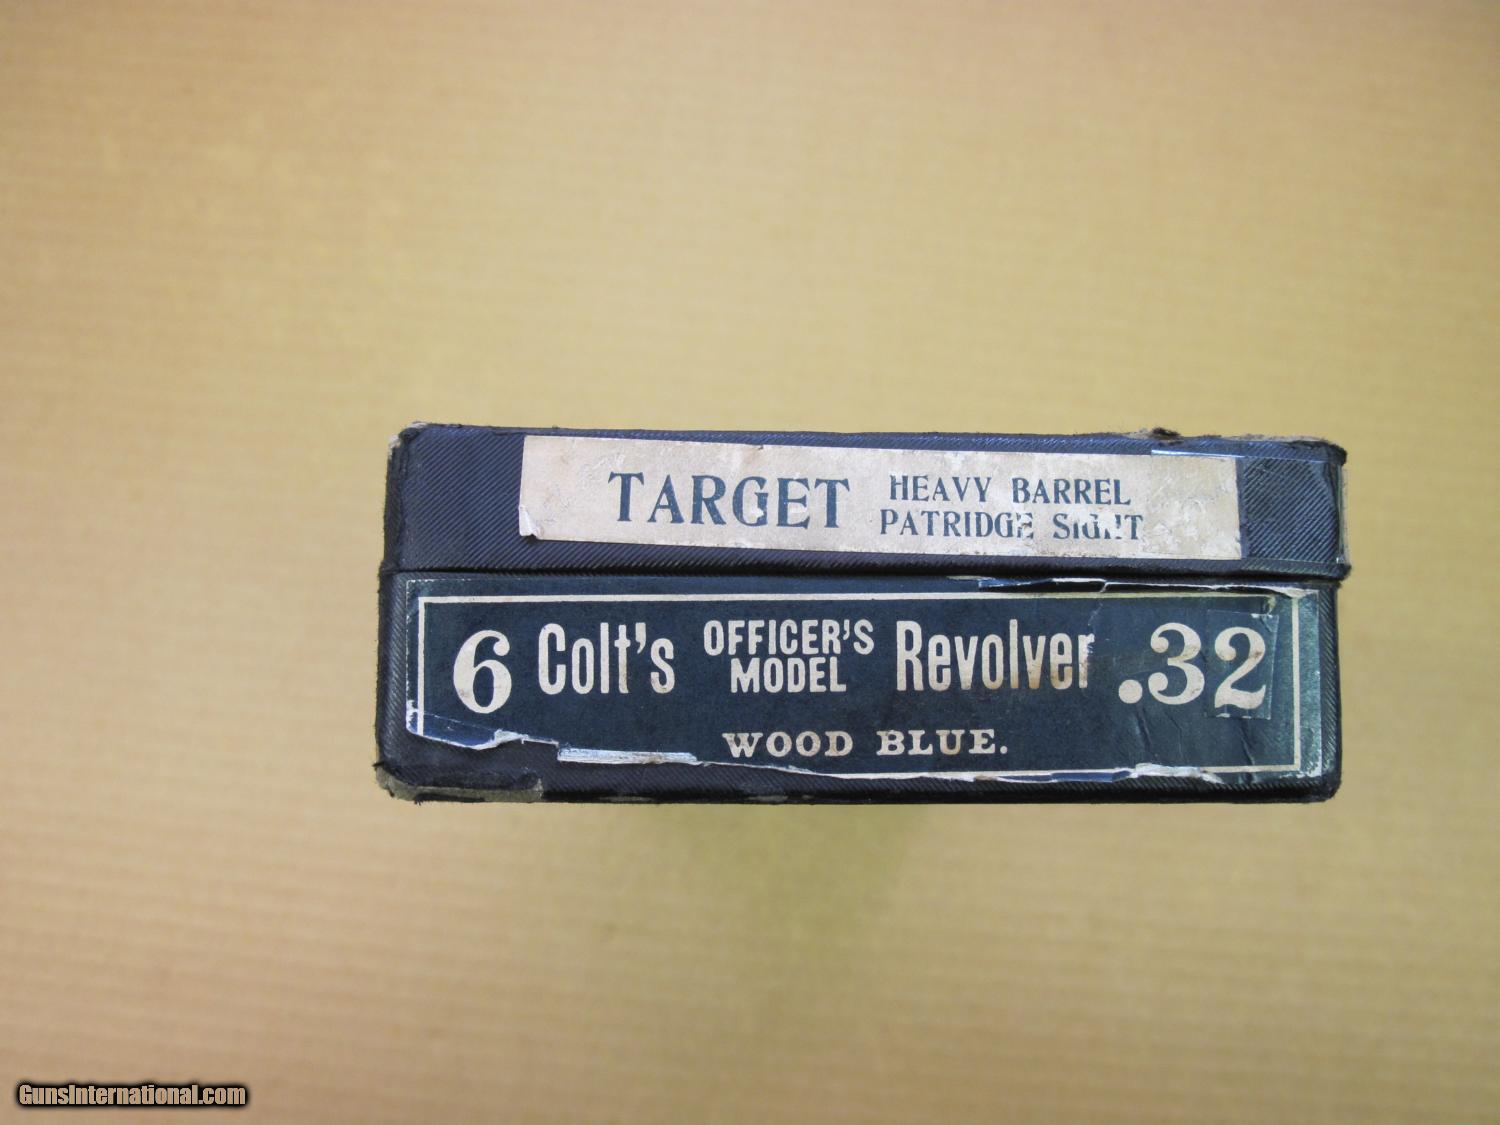 TARGET HEAVY BARREL
PATRIDGE SIGHT
6 Colt's OFFICER'S MODEL Revolver .32
WOOD BLUE.
GunsInternational.com